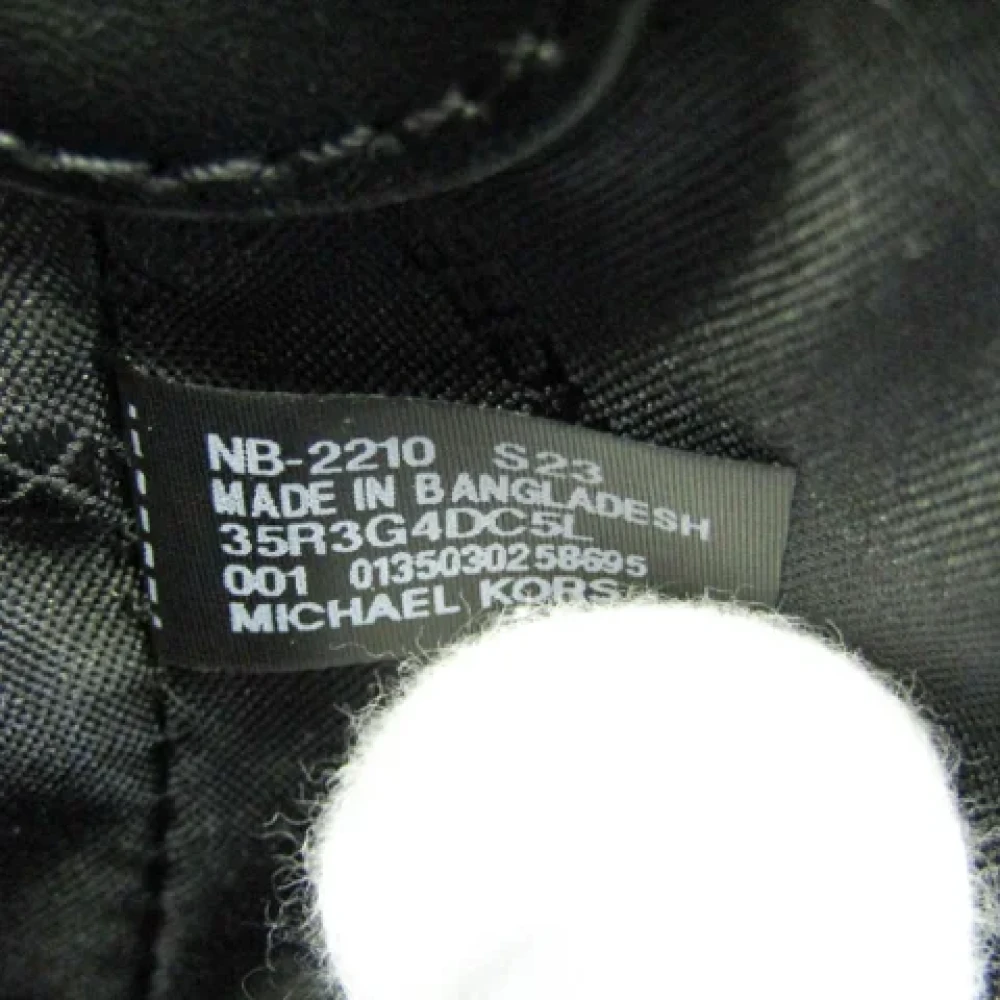 NB-2210 S23
MADE IN BANGLADESH
35R3G4DC5L
001 0135030258695
MICHAEL KORS